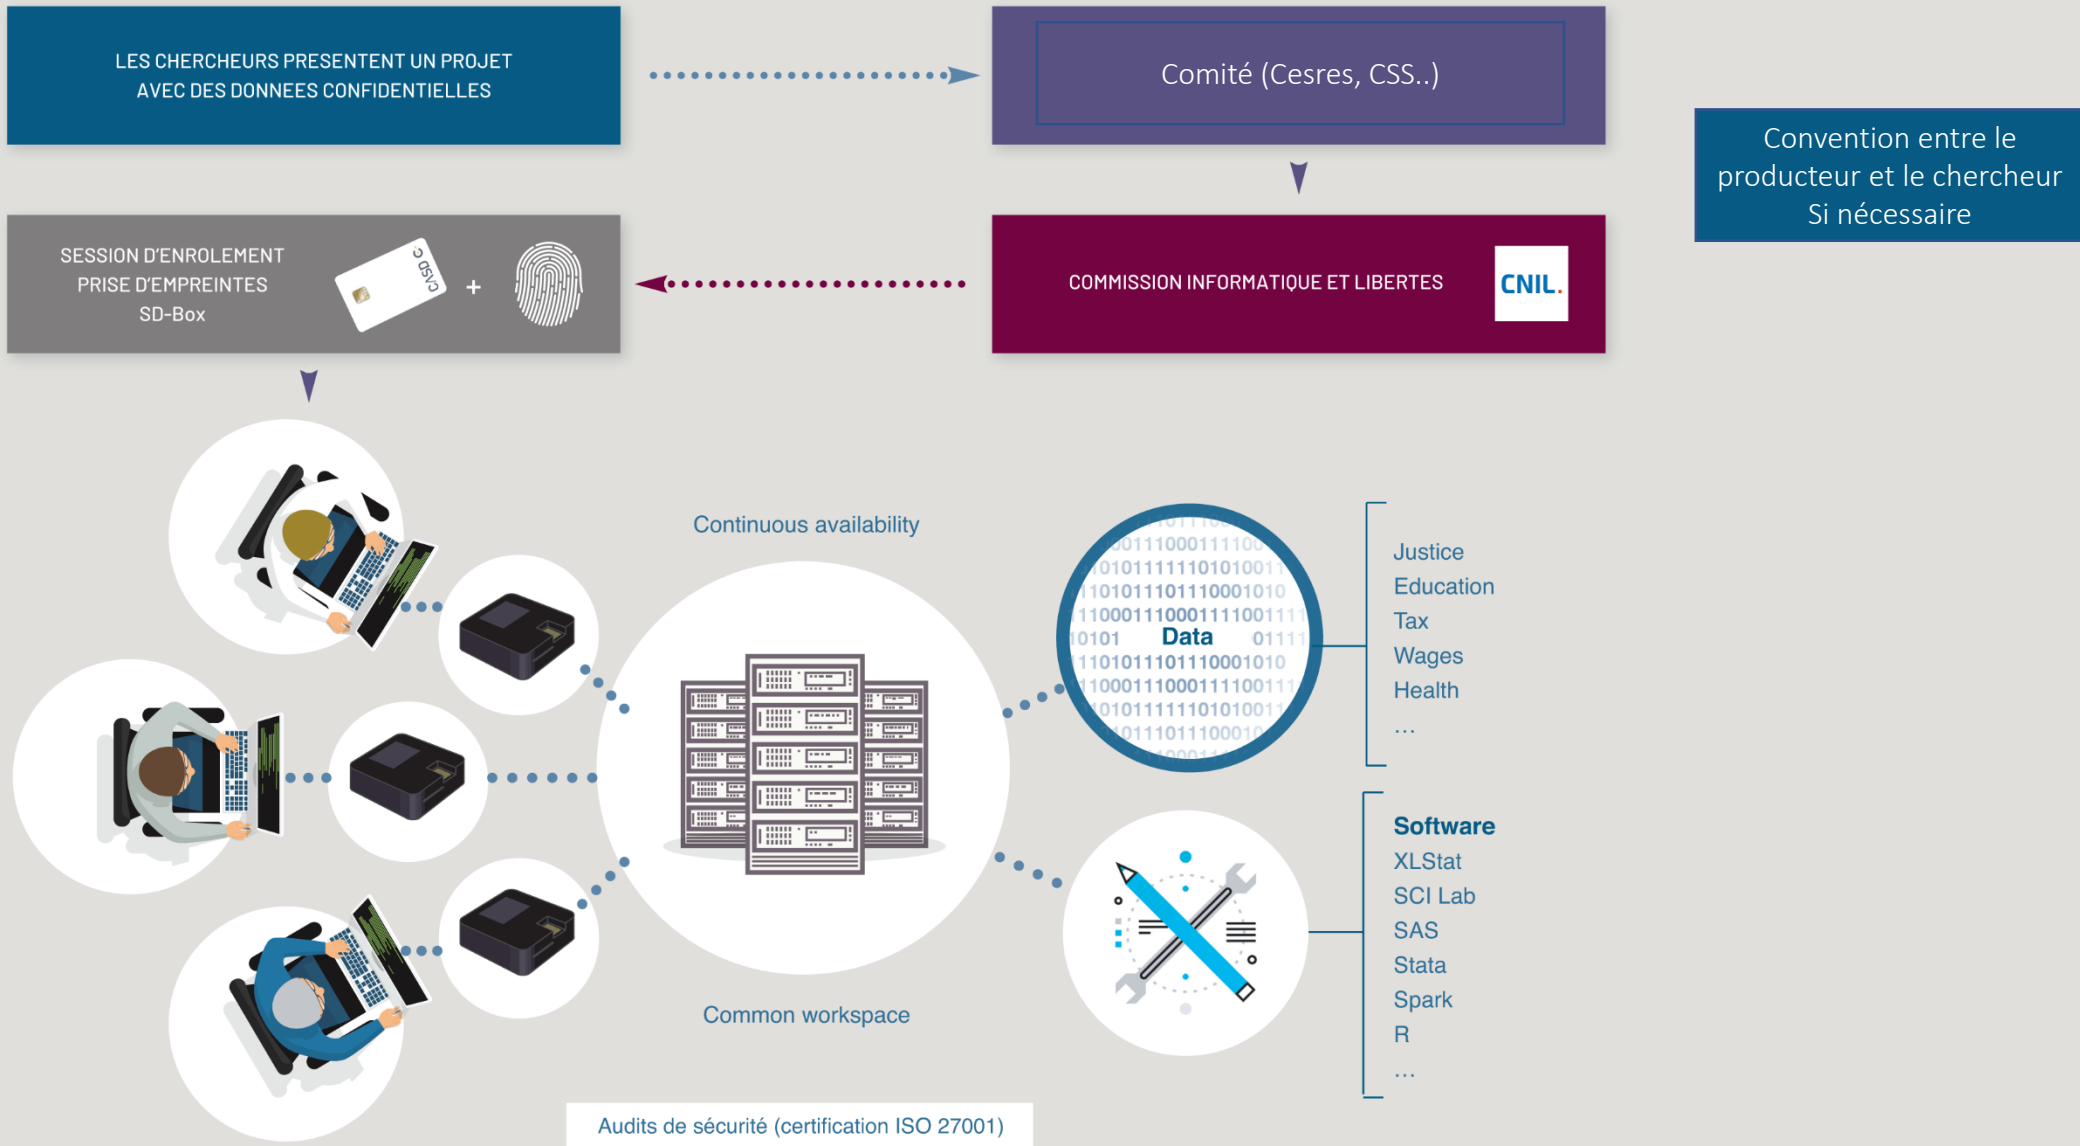 LES CHERCHEURS PRESENTENT UN PROJET
AVEC DES DONNEES CONFIDENTIELLES
Comité (Cesres, CSS..)
Convention entre le
producteur et le chercheur
Si nécessaire
SESSION D'ENROLEMENT
PRISE D'EMPREINTES
SD-Box
CASD
+
COMMISSION INFORMATIQUE ET LIBERTES
CNIL.
Continuous availability
Data
Justice
Education
Tax
Wages
Health
...
Software
XLStat
SCI Lab
SAS
Stata
Spark
R
...
Common workspace
Audits de sécurité (certification ISO 27001)